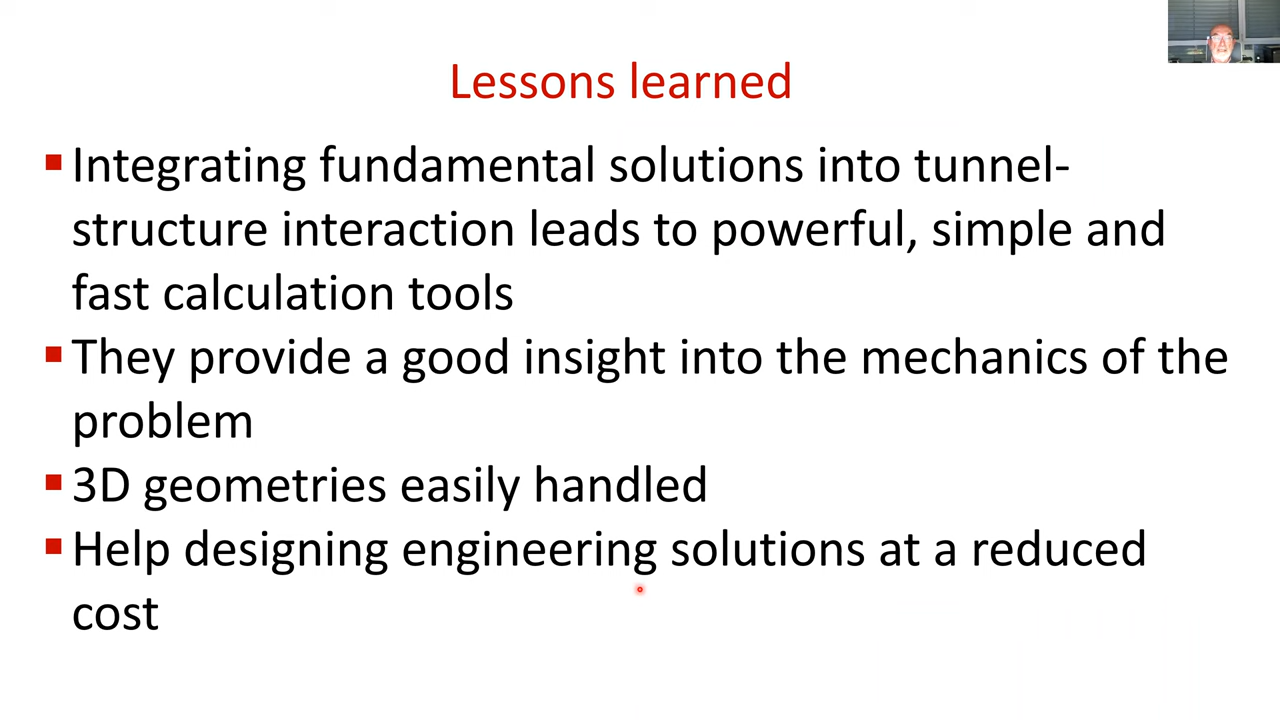 Lessons learned
Integrating fundamental solutions into tunnel-
structure interaction leads to powerful, simple and
fast calculation tools
They provide a good insight into the mechanics of the
problem
3D geometries easily handled
Help designing engineering solutions at a reduced
cost